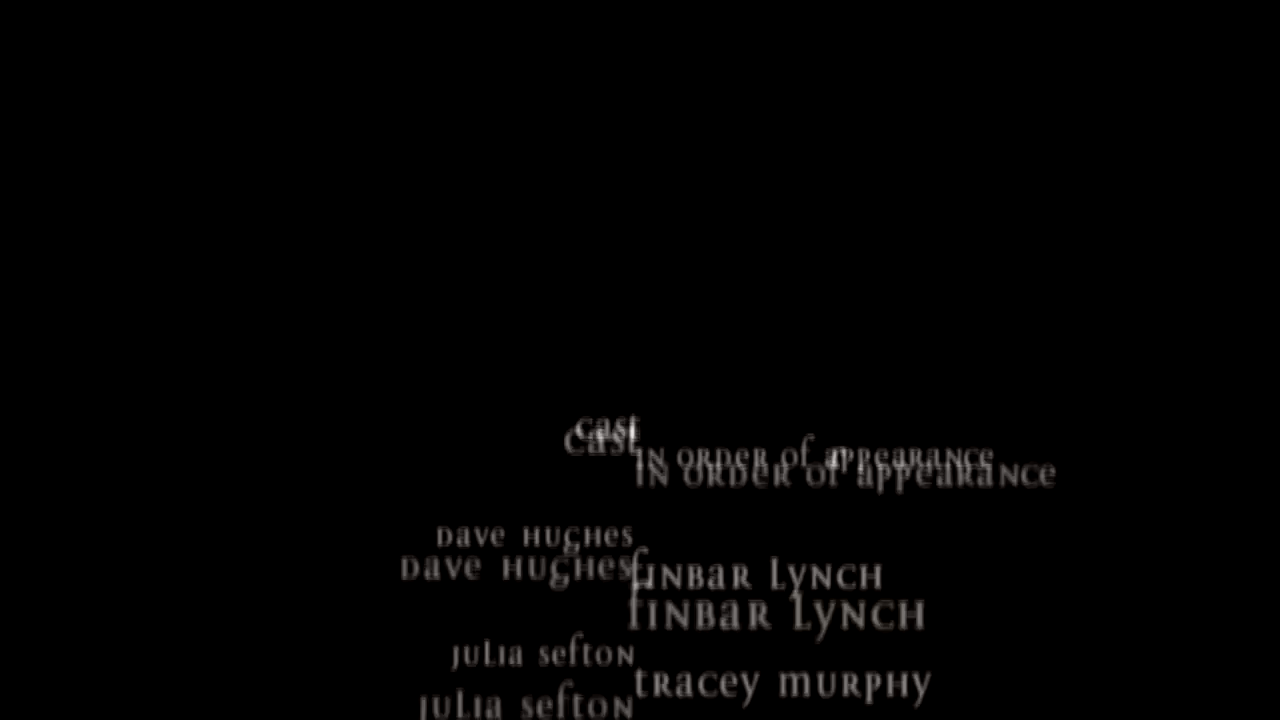 cast
cast
IN ORDER of appearance
IN ORDER of appearance
Dave Hughes
Dave Hughes
finbar Lynch
finbar Lynch
Julia Sefton
tracey murphy
Julia Sefton